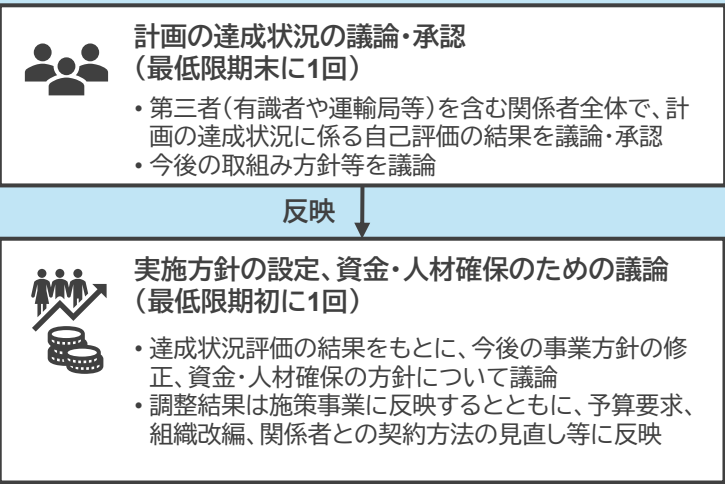 計画の達成状況の議論・承認
（最低限期末に1回）
・第三者（有識者や運輸局等）を含む関係者全体で、計
画の達成状況に係る自己評価の結果を議論・承認
・今後の取組み方針等を議論
反映
実施方針の設定、資金・人材確保のための議論
（最低限期初に1回）
・達成状況評価の結果をもとに、今後の事業方針の修
正、資金・人材確保の方針について議論
・調整結果は施策事業に反映するとともに、予算要求、
組織改編、関係者との契約方法の見直し等に反映